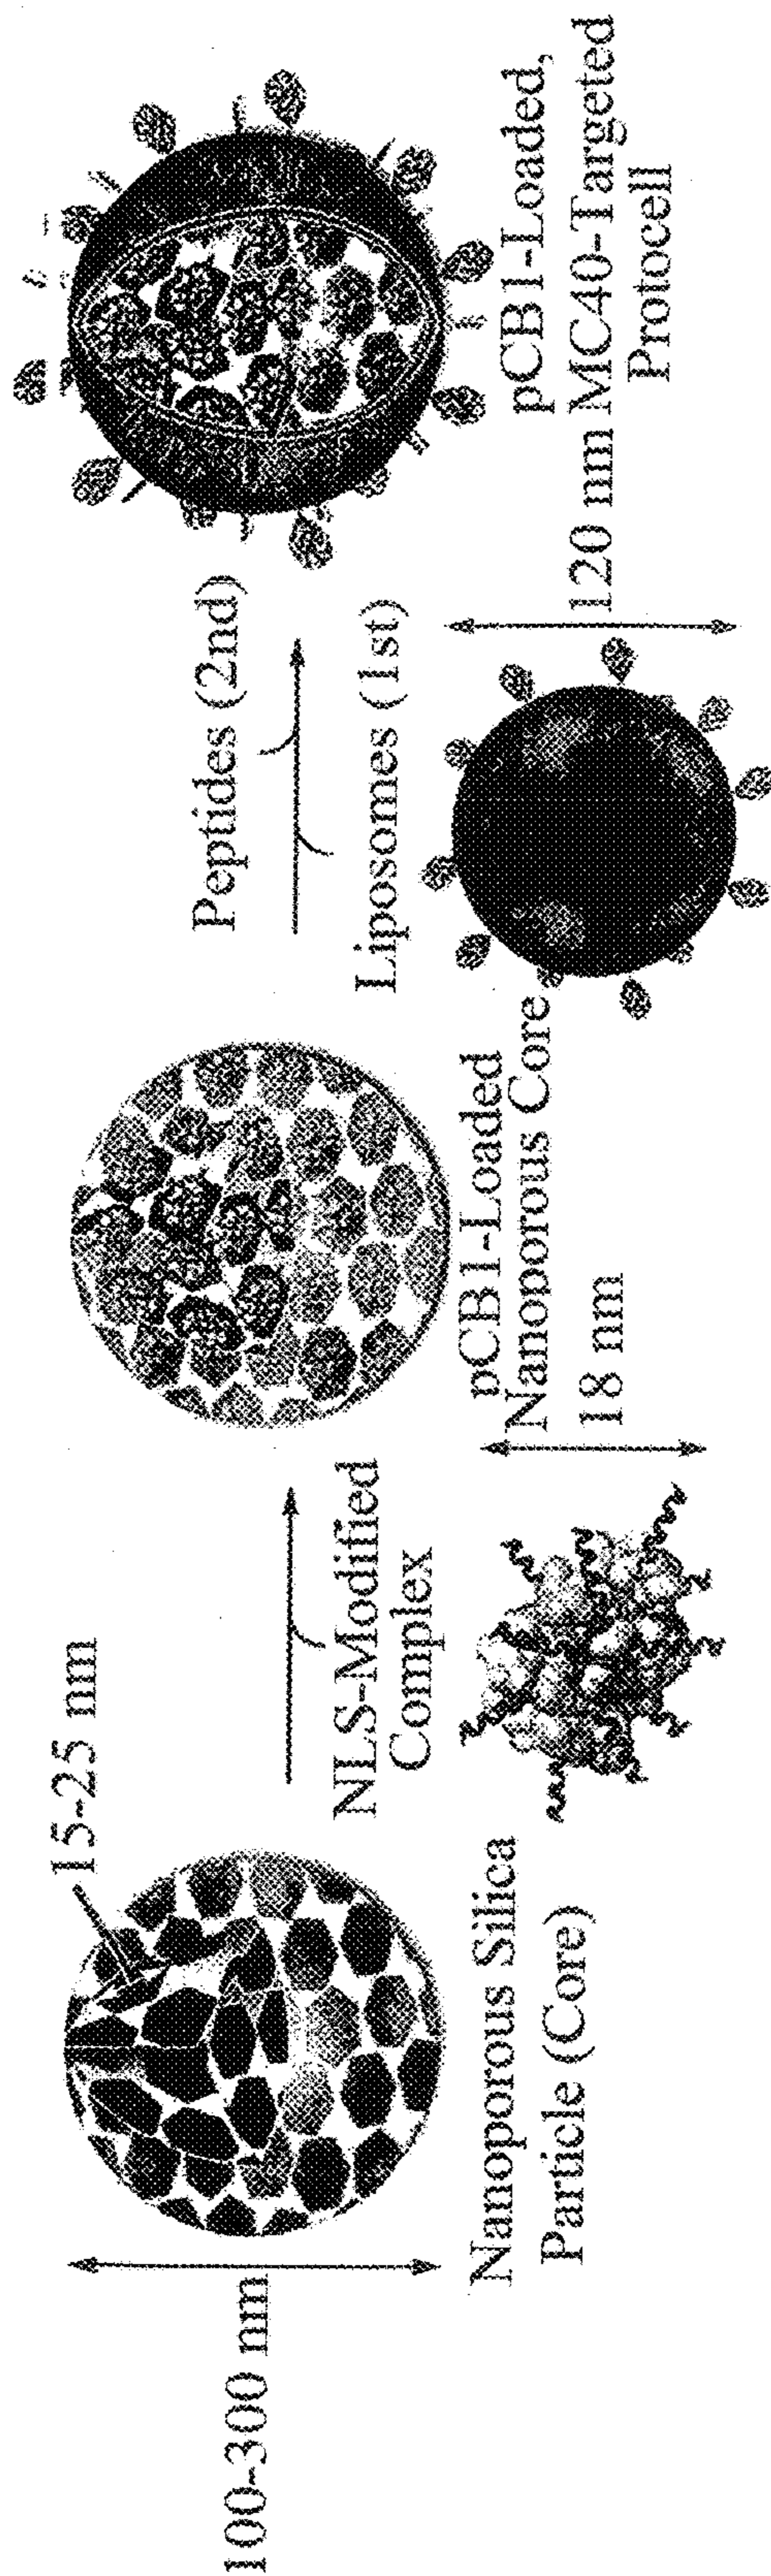 100-300 nm
15-25 nm
Nanoporous Silica
Particle (Core)
NLS-Modified
Complex
18 nm
pCB1-Loaded
Nanoporous Core
Peptides (2nd)
Liposomes (1st)
120 nm
pCB1-Loaded,
MC40-Targeted
Protocell